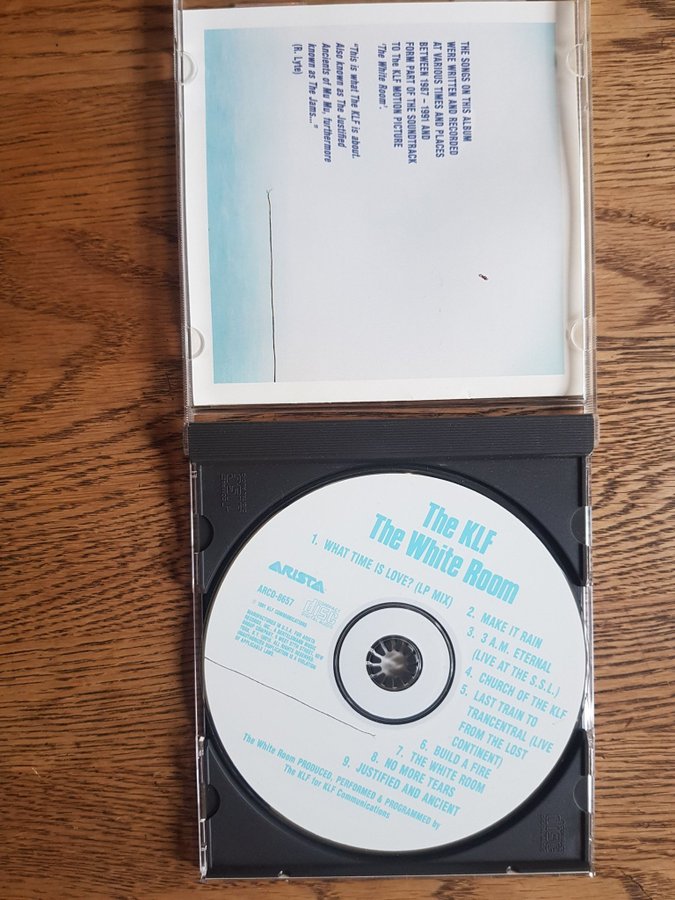 THE SONGS ON THIS ALBUM
WERE WRITTEN AND RECORDED
AT VARIOUS TIMES AND PLACES
BETWEEN 1987 - 1991 AND
FORM PART OF THE SOUNDTRACK
TO The KLF MOTION PICTURE
'The White Room'.
"This is what The KLF is about.
Also known as The Justified
Ancients of Mu Mu, furthermore
known as The Jams..."
(R. Lyte)
The KLF
The White Room
1. WHAT TIME IS LOVE? (LP MIX)
2. MAKE IT RAIN
3. 3 A.M. ETERNAL
(LIVE AT THE S.S.L.)
4. CHURCH OF THE KLF
5. LAST TRAIN TO
TRANCENTRAL (LIVE
FROM THE LOST
CONTINENT)
6. BUILD A FIRE
7. THE WHITE ROOM
8. NO MORE TEARS
9. JUSTIFIED AND ANCIENT
ARISTA
ARCD-8657
1991 KLF COMMUNICATIONS
The White Room PRODUCED, PERFORMED & PROGRAMMED by
The KLF for KLF Communications